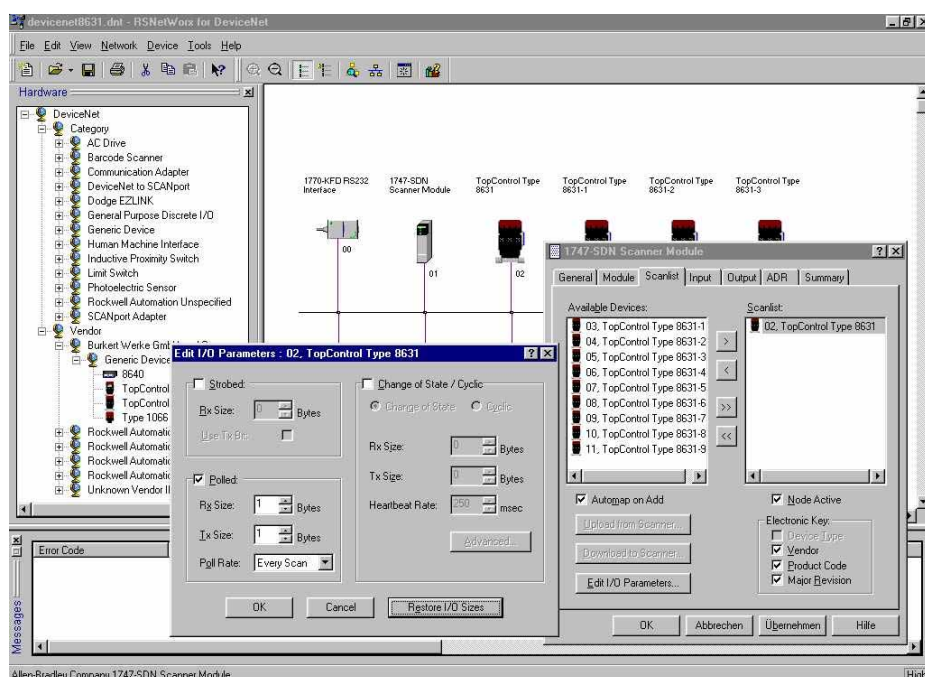 devicenet8631.dnt - RSNetWorx for DeviceNet
File Edit View Network Device Tools Help
Hardware
DeviceNet
Category
AC Drive
Barcode Scanner
Communication Adapter
DeviceNet to SCANport
Dodge EZLINK
General Purpose Discrete I/O
Generic Device
Human Machine Interface
Inductive Proximity Switch
Limit Switch
Photoelectric Sensor
Rockwell Automation Unspecified
SCANport Adapter
Vendor
Burkert Werke
Generic Device
8640
TopControl
TopControl
Type 1066
Rockwell Automatic
Rockwell Automatic
Rockwell Automatic
Rockwell Automatic
Unknown Vendor
1770-KFD RS232
Interface
1747-SDN
Scanner Module
TopControl Type
8631
TopControl Type
8631-1
TopControl Type
8631-2
TopControl Type
8631-3
00
01
02
1747-SDN Scanner Module
General Module Scanlist Input Output ADR Summary
Available Devices:
03, TopControl Type 8631-1
04, TopControl Type 8631-2
05, TopControl Type 8631-3
06, TopControl Type 8631-4
07, TopControl Type 8631-5
08, TopControl Type 8631-6
09, TopControl Type 8631-7
10, TopControl Type 8631-8
11, TopControl Type 8631-9
>
<
>>
<<
Scanlist:
02, TopControl Type 8631
Automap on Add
Upload from Scanner...
Download to Scanner...
Edit I/O Parameters...
Node Active
Electronic Key:
Device Type
Vendor
Product Code
Major Revision
OK Abbrechen Übernehmen Hilfe
Edit I/O Parameters : 02, TopControl Type 8631
Strobed:
Rx Size: 0 Bytes
Use Tx Bit:
Polled:
Rx Size: 1 Bytes
Tx Size: 1 Bytes
Poll Rate: Every Scan
Change of State / Cyclic
Change of State Cyclic
Rx Size: 0 Bytes
Tx Size: 0 Bytes
Heartbeat Rate: 250 msec
Advanced...
OK Cancel Restore I/O Sizes
Messages
Error Code
Allen-Bradley Company 1747-SDN Scanner Module
High